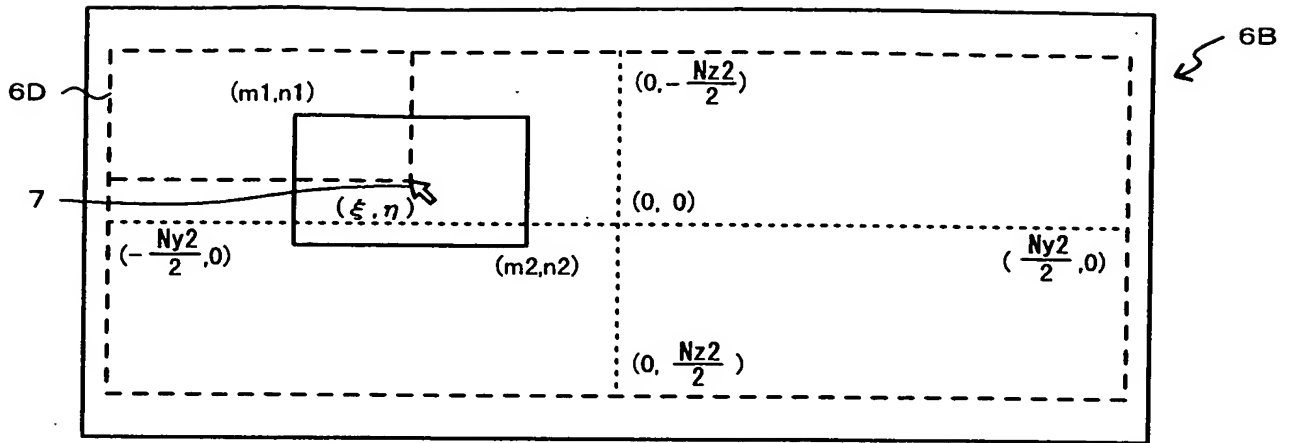 6B
(0,-Nz2/2)
6D
(m1,n1)
7
(ξ,η)
(0, 0)
(-Ny2/2,0)
(m2,n2)
(Ny2/2,0)
(0, Nz2/2)